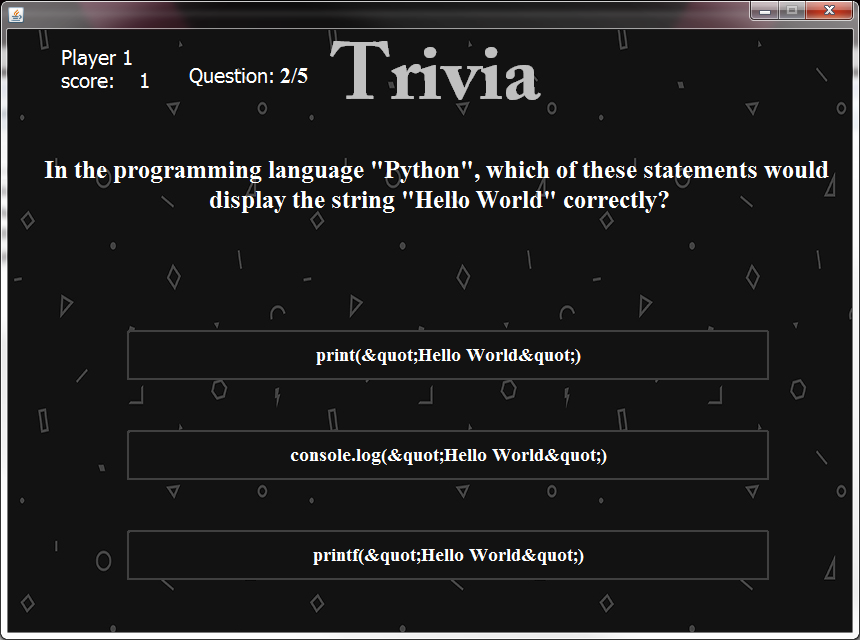 Player 1
score: 1
Question: 2/5
Trivia
In the programming language "Python", which of these statements would
display the string "Hello World" correctly?
print(&quot;Hello World&quot;)
console.log(&quot;Hello World&quot;)
printf(&quot;Hello World&quot;)